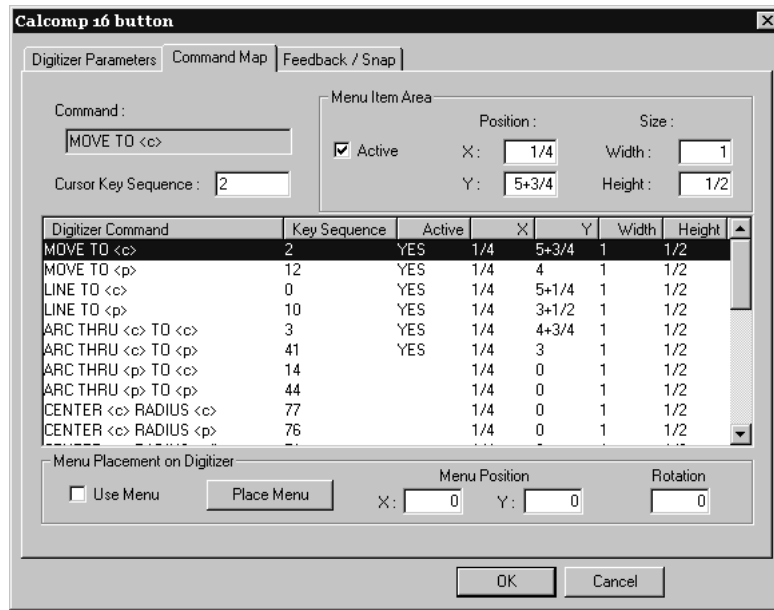 Calcomp 16 button
Digitizer Parameters Command Map Feedback / Snap
Menu Item Area
Command :
MOVE TO <c>
Position : Size :
Active X : 1/4 Width : 1
Cursor Key Sequence : 2
Y : 5+3/4 Height : 1/2
Digitizer Command Key Sequence Active X Y Width Height
MOVE TO <c> 2 YES 1/4 5+3/4 1 1/2
MOVE TO <p> 12 YES 1/4 4 1 1/2
LINE TO <c> 0 YES 1/4 5+1/4 1 1/2
LINE TO <p> 10 YES 1/4 3+1/2 1 1/2
ARC THRU <c> TO <c> 3 YES 1/4 4+3/4 1 1/2
ARC THRU <c> TO <p> 41 YES 1/4 3 1 1/2
ARC THRU <p> TO <c> 14 1/4 0 1 1/2
ARC THRU <p> TO <p> 44 1/4 0 1 1/2
CENTER <c> RADIUS <c> 77 1/4 0 1 1/2
CENTER <c> RADIUS <p> 76 1/4 0 1 1/2
Menu Placement on Digitizer
Menu Position Rotation
Use Menu Place Menu X : 0 Y : 0 0
OK Cancel